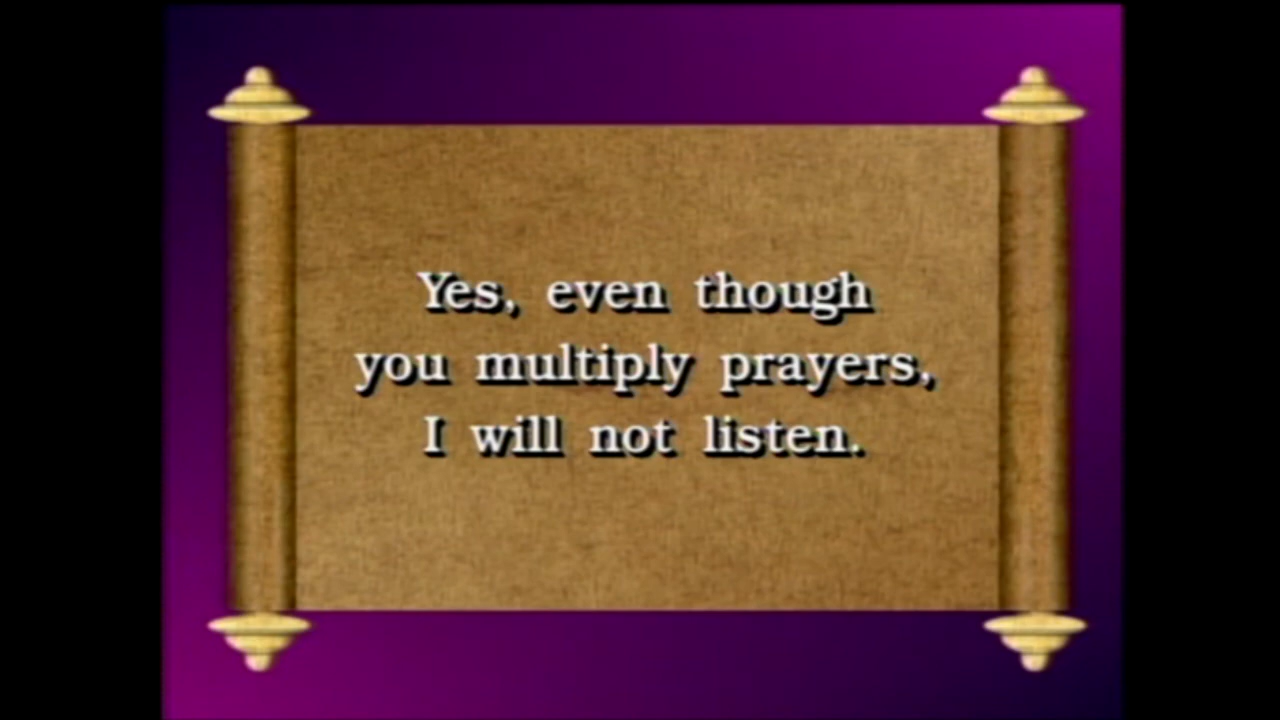 Yes, even though
you multiply prayers,
I will not listen.